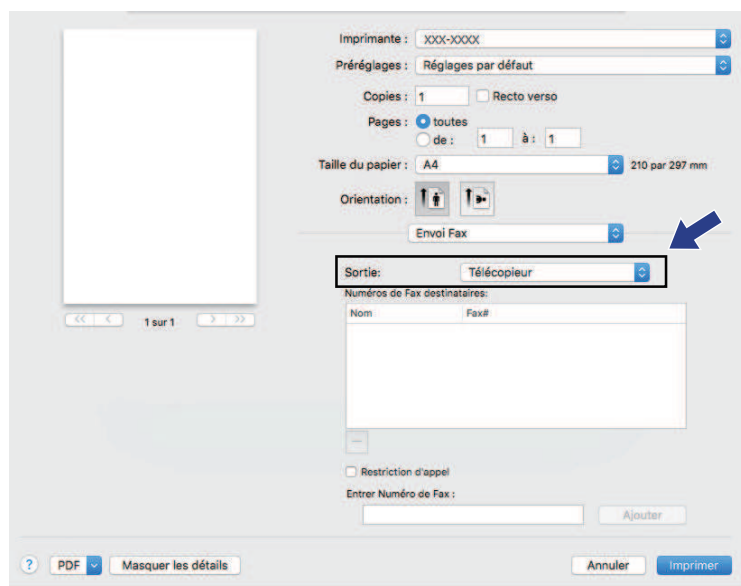 Imprimante : XXX-XXXX
Préréglages : Réglages par défaut
Copies : 1 Recto verso
Pages : toutes
de : 1 à : 1
Taille du papier : A4 210 par 297 mm
Orientation :
Envoi Fax
Sortie: Télécopieur
Numéros de Fax destinataires:
Nom Fax#
<< < 1 sur 1 > >>
Restriction d'appel
Entrer Numéro de Fax :
Ajouter
? PDF Masquer les détails Annuler Imprimer